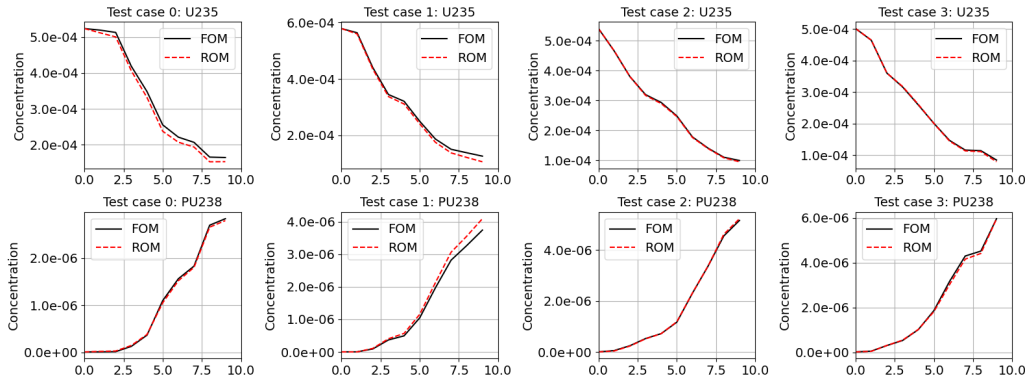 Test case 0: U235
Concentration
5.0e-04
4.0e-04
3.0e-04
2.0e-04
FOM
ROM
0.0 2.5 5.0 7.5 10.0
Test case 1: U235
Concentration
6.0e-04
4.0e-04
2.0e-04
FOM
ROM
0.0 2.5 5.0 7.5 10.0
Test case 2: U235
Concentration
5.0e-04
4.0e-04
3.0e-04
2.0e-04
1.0e-04
FOM
ROM
0.0 2.5 5.0 7.5 10.0
Test case 3: U235
Concentration
5.0e-04
4.0e-04
3.0e-04
2.0e-04
1.0e-04
FOM
ROM
0.0 2.5 5.0 7.5 10.0
Test case 0: PU238
Concentration
2.0e-06
1.0e-06
0.0e+00
FOM
ROM
0.0 2.5 5.0 7.5 10.0
Test case 1: PU238
Concentration
4.0e-06
3.0e-06
2.0e-06
1.0e-06
0.0e+00
FOM
ROM
0.0 2.5 5.0 7.5 10.0
Test case 2: PU238
Concentration
4.0e-06
2.0e-06
0.0e+00
FOM
ROM
0.0 2.5 5.0 7.5 10.0
Test case 3: PU238
Concentration
6.0e-06
4.0e-06
2.0e-06
0.0e+00
FOM
ROM
0.0 2.5 5.0 7.5 10.0